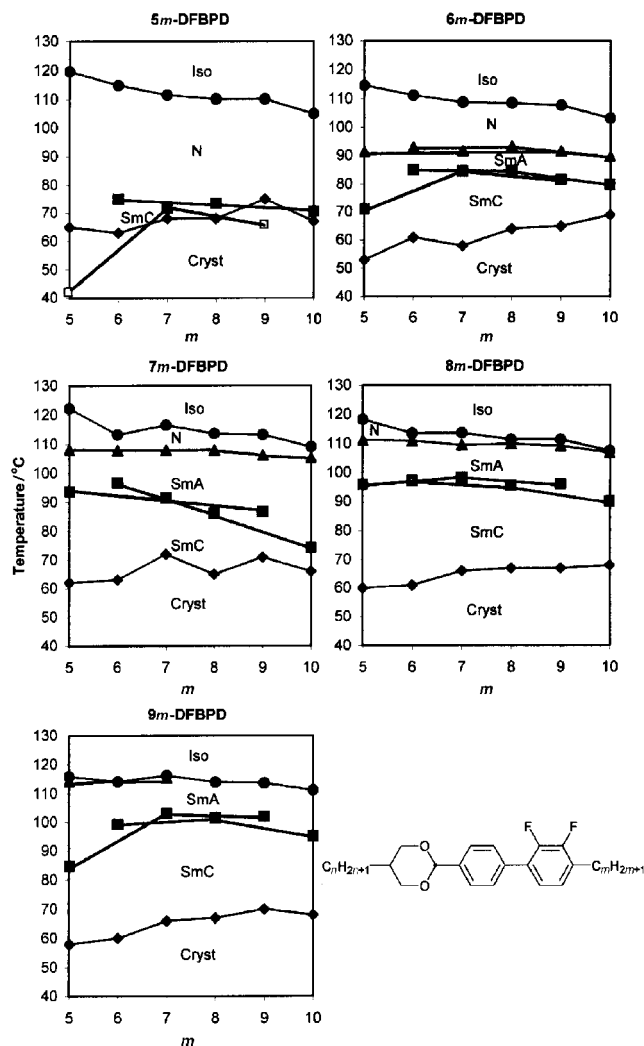 5m-DFBPD
130
120
110
100
90
80
70
60
50
40
Iso
N
SmC
Cryst
5 6 7 8 9 10
m
6m-DFBPD
130
120
110
100
90
80
70
60
50
40
Iso
N
SmA
SmC
Cryst
5 6 7 8 9 10
m
Temperature /°C
7m-DFBPD
130
120
110
100
90
80
70
60
50
40
Iso
N
SmA
SmC
Cryst
5 6 7 8 9 10
m
8m-DFBPD
130
120
110
100
90
80
70
60
50
40
Iso
N
SmA
SmC
Cryst
5 6 7 8 9 10
m
9m-DFBPD
130
120
110
100
90
80
70
60
50
40
Iso
SmA
SmC
Cryst
5 6 7 8 9 10
m
F F
CnH2n+1 O O CmH2m+1